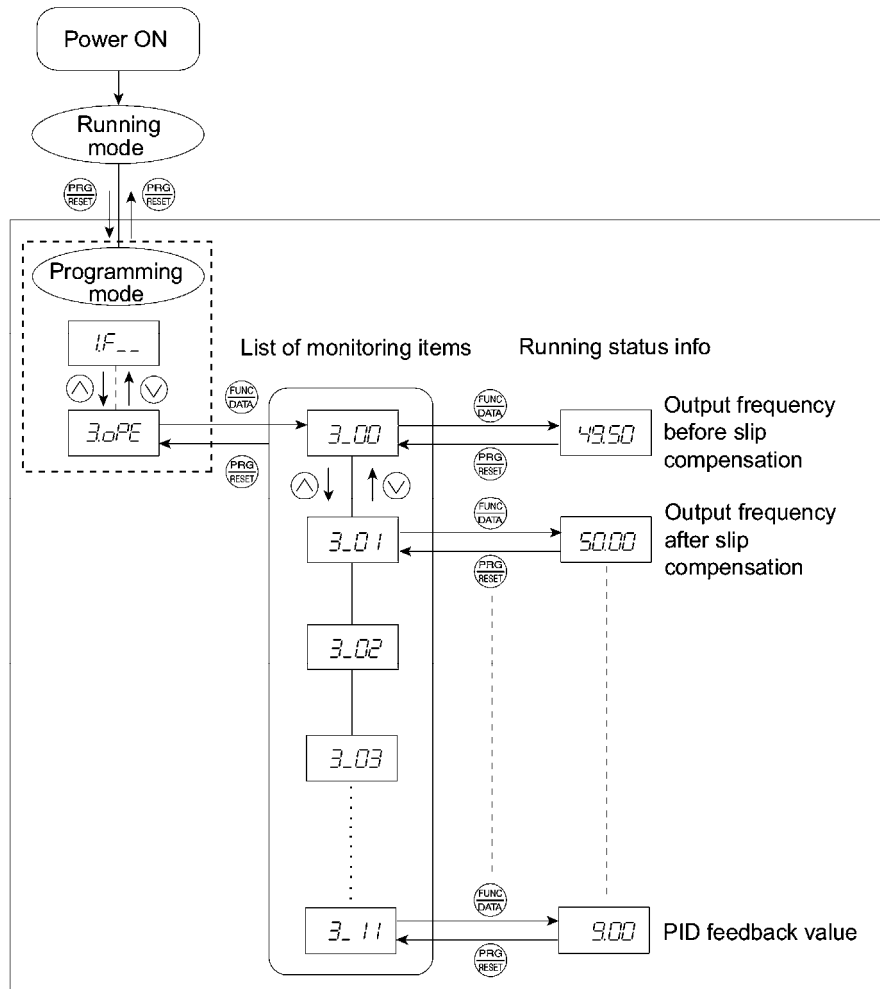 Power ON
Running
mode
PRG
RESET
PRG
RESET
Programming
mode
1.F_ _
List of monitoring items
Running status info
FUNC
DATA
3.oPE
PRG
RESET
3_00
FUNC
DATA
PRG
RESET
49.50
Output frequency
before slip
compensation
3_01
FUNC
DATA
PRG
RESET
50.00
Output frequency
after slip
compensation
3_02
3_03
3_11
FUNC
DATA
PRG
RESET
9.00
PID feedback value